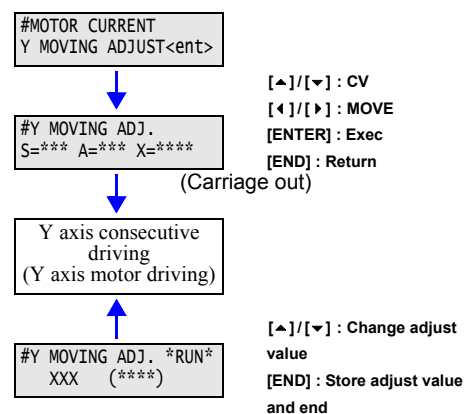 #MOTOR CURRENT
Y MOVING ADJUST<ent>
[▲]/[▼] : CV
[◀]/[▶] : MOVE
[ENTER] : Exec
[END] : Return
#Y MOVING ADJ.
S=*** A=*** X=****
(Carriage out)
Y axis consecutive
driving
(Y axis motor driving)
[▲]/[▼] : Change adjust
value
[END] : Store adjust value
and end
#Y MOVING ADJ. *RUN*
XXX (****)